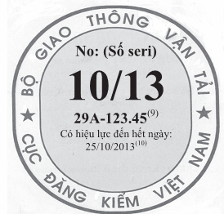 BỘ GIAO THÔNG VẬN TẢI
No: (Số seri)
10/13
29A-123.45(9)
Có hiệu lực đến hết ngày:
25/10/2013(10)
★ CỤC ĐĂNG KIỂM VIỆT NAM ★